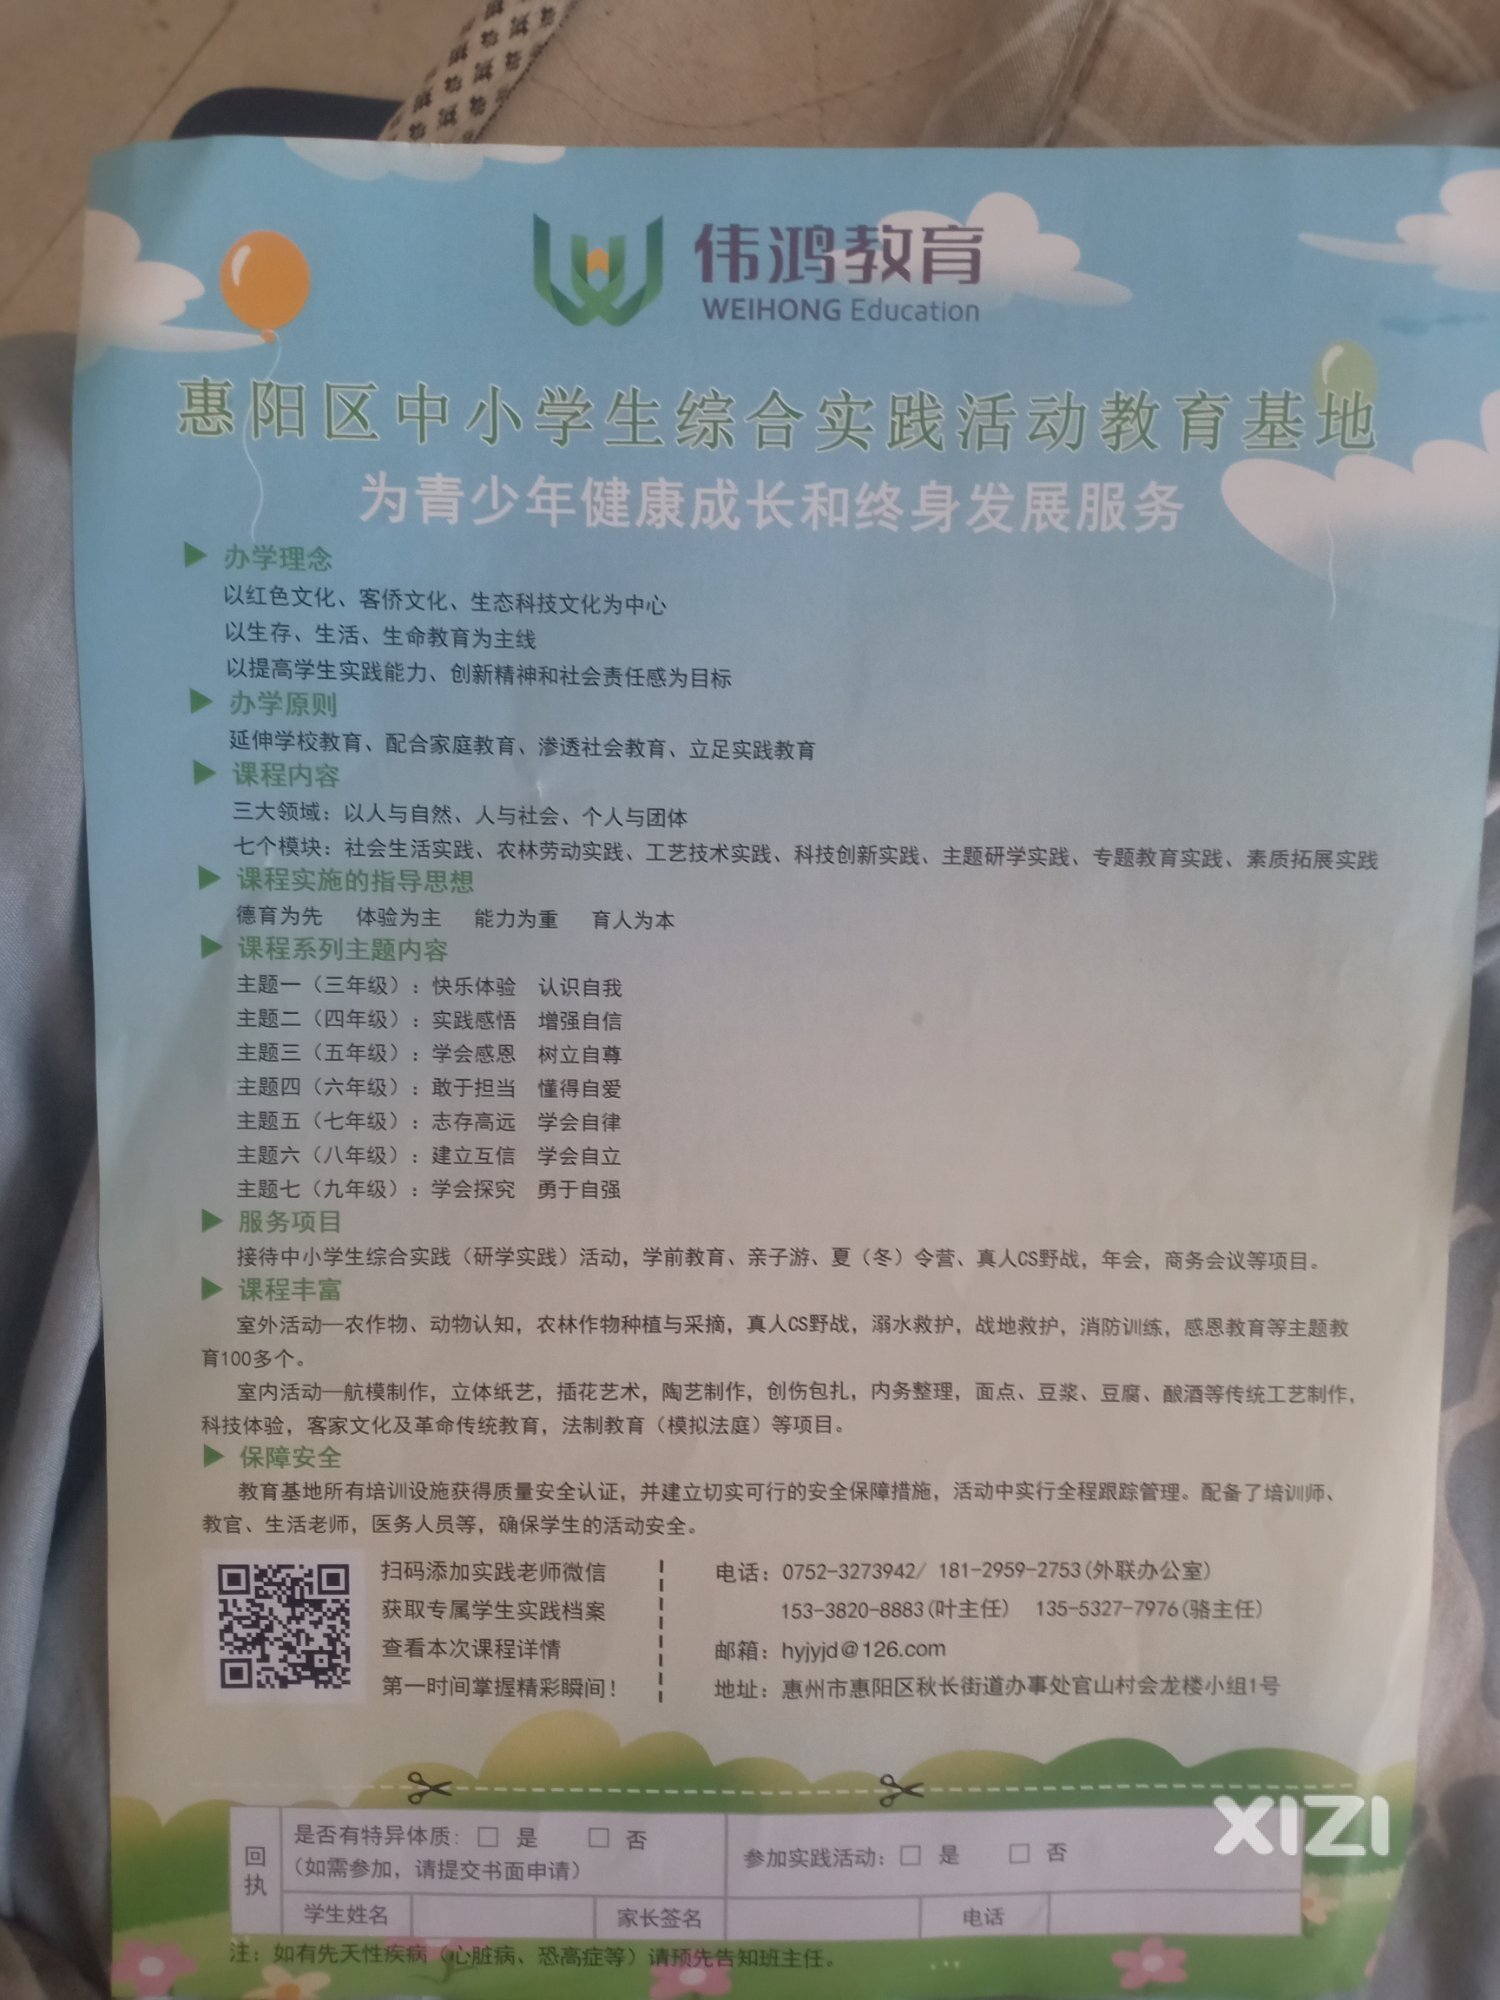 伟鸿教育
WEIHONG Education
惠阳区中小学生综合实践活动教育基地
为青少年健康成长和终身发展服务
办学理念
以红色文化、客侨文化、生态科技文化为中心
以生存、生活、生命教育为主线
以提高学生实践能力、创新精神和社会责任感为目标
办学原则
延伸学校教育、配合家庭教育、渗透社会教育、立足实践教育
课程内容
三大领域：以人与自然、人与社会、个人与团体
七个模块：社会生活实践、农林劳动实践、工艺技术实践、科技创新实践、主题研学实践、专题教育实践、素质拓展实践
课程实施的指导思想
德育为先 体验为主 能力为重 育人为本
课程系列主题内容
主题一（三年级）：快乐体验 认识自我
主题二（四年级）：实践感悟 增强自信
主题三（五年级）：学会感恩 树立自尊
主题四（六年级）：敢于担当 懂得自爱
主题五（七年级）：志存高远 学会自律
主题六（八年级）：建立互信 学会自立
主题七（九年级）：学会探究 勇于自强
服务项目
接待中小学生综合实践（研学实践）活动，学前教育、亲子游、夏（冬）令营、真人CS野战，年会，商务会议等项目。
课程丰富
室外活动—农作物、动物认知，农林作物种植与采摘，真人CS野战，溺水救护，战地救护，消防训练，感恩教育等主题教
育100多个。
室内活动—航模制作，立体纸艺，插花艺术，陶艺制作，创伤包扎，内务整理，面点、豆浆、豆腐、酿酒等传统工艺制作，
科技体验，客家文化及革命传统教育，法制教育（模拟法庭）等项目。
保障安全
教育基地所有培训设施获得质量安全认证，并建立切实可行的安全保障措施，活动中实行全程跟踪管理。配备了培训师、
教官、生活老师，医务人员等，确保学生的活动安全。
扫码添加实践老师微信
获取专属学生实践档案
查看本次课程详情
第一时间掌握精彩瞬间！
电话：0752-3273942/ 181-2959-2753(外联办公室)
153-3820-8883(叶主任) 135-5327-7976(骆主任)
邮箱：hyjyjd@126.com
地址：惠州市惠阳区秋长街道办事处官山村会龙楼小组1号
XIZI
回执
是否有特异体质：□ 是 □ 否
（如需参加，请提交书面申请）
参加实践活动：□ 是 □ 否
学生姓名 家长签名 电话
注：如有先天性疾病（心脏病、恐高症等）请预先告知班主任。